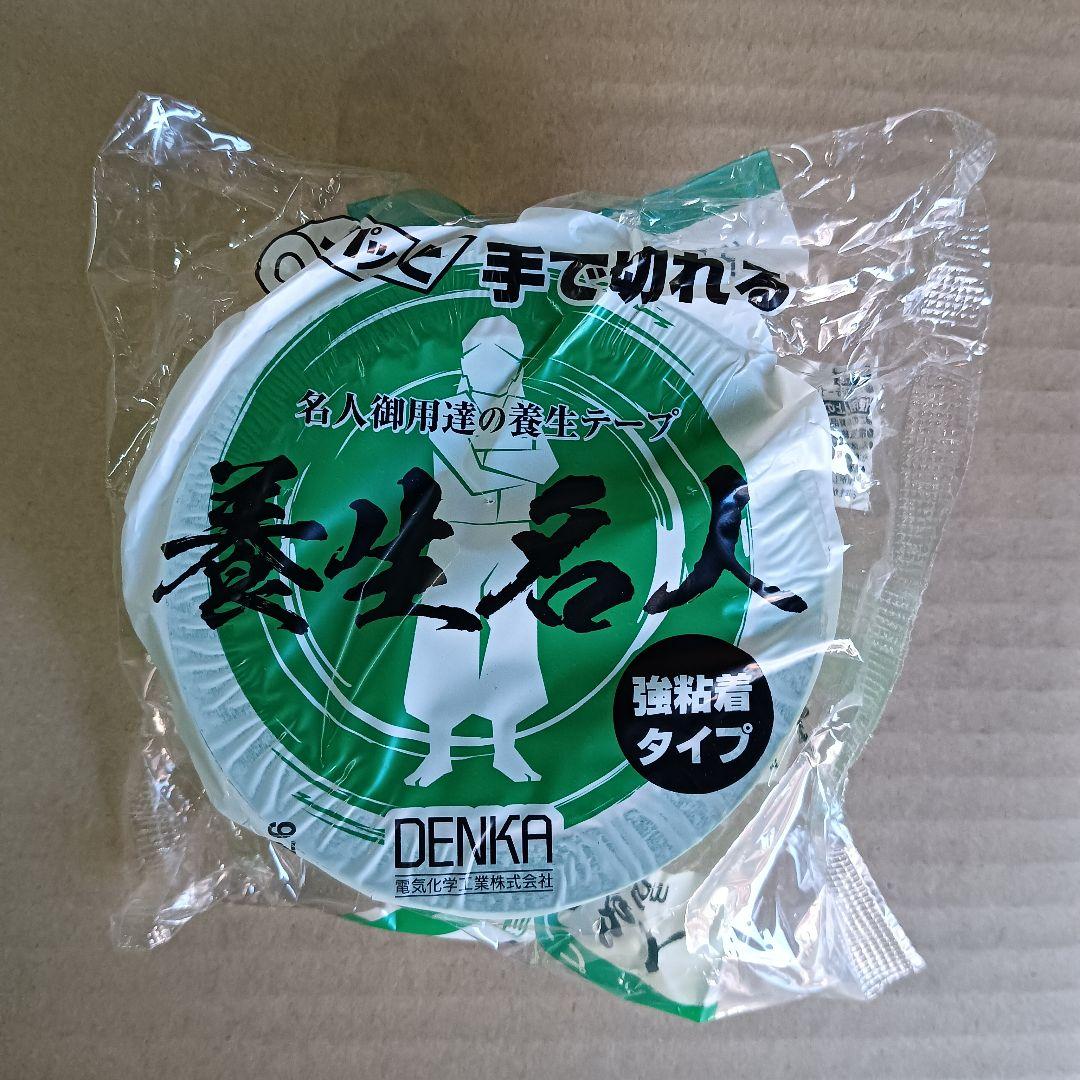 パッと 手で切れる
名人御用達の養生テープ
養生名人
強粘着
タイプ
DENKA
電気化学工業株式会社